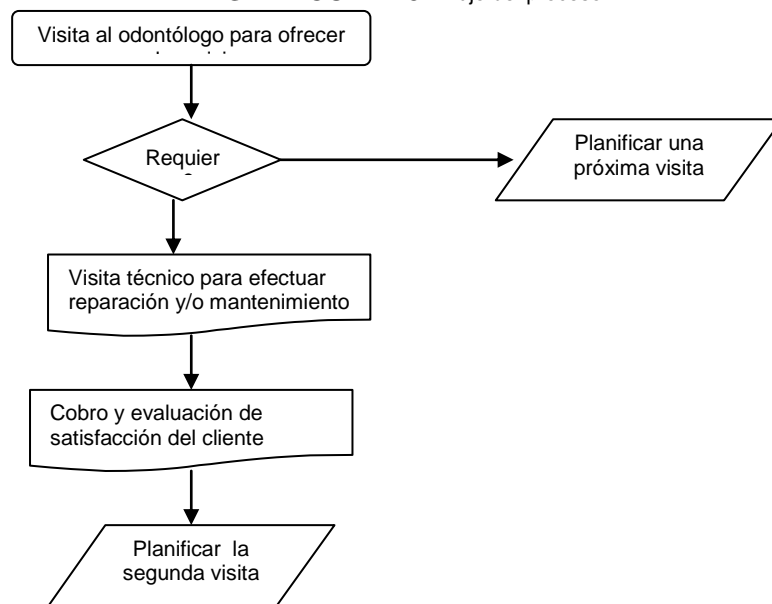 Visita al odontólogo para ofrecer
Requier
Planificar una
próxima visita
Visita técnico para efectuar
reparación y/o mantenimiento
Cobro y evaluación de
satisfacción del cliente
Planificar la
segunda visita